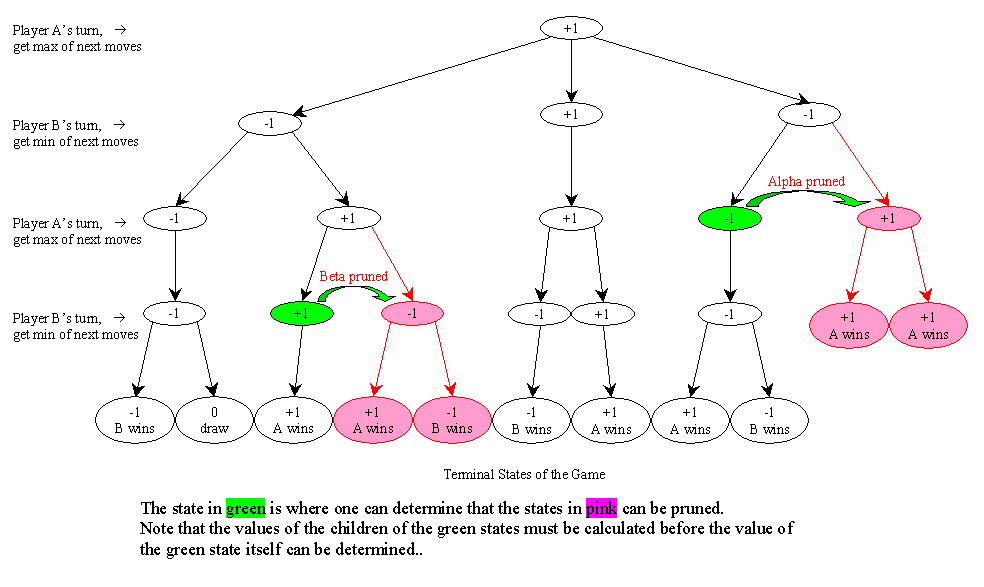 Player A's turn, →
get max of next moves
+1
Player B's turn, →
get min of next moves
-1
+1
-1
Alpha pruned
Player A's turn, →
get max of next moves
-1
+1
+1
-1
+1
Beta pruned
Player B's turn, →
get min of next moves
-1
+1
-1
-1
+1
-1
+1
A wins
+1
A wins
-1
B wins
0
draw
+1
A wins
+1
A wins
-1
B wins
-1
B wins
+1
A wins
+1
A wins
-1
B wins
Terminal States of the Game
The state in green is where one can determine that the states in pink can be pruned.
Note that the values of the children of the green states must be calculated before the value of
the green state itself can be determined..